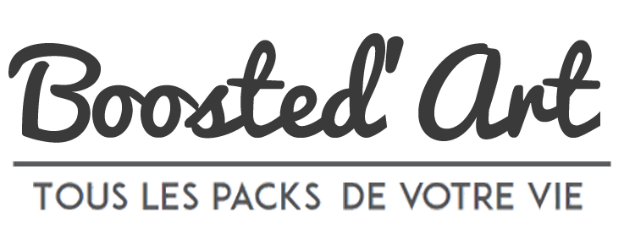 Boosted' Art
TOUS LES PACKS DE VOTRE VIE